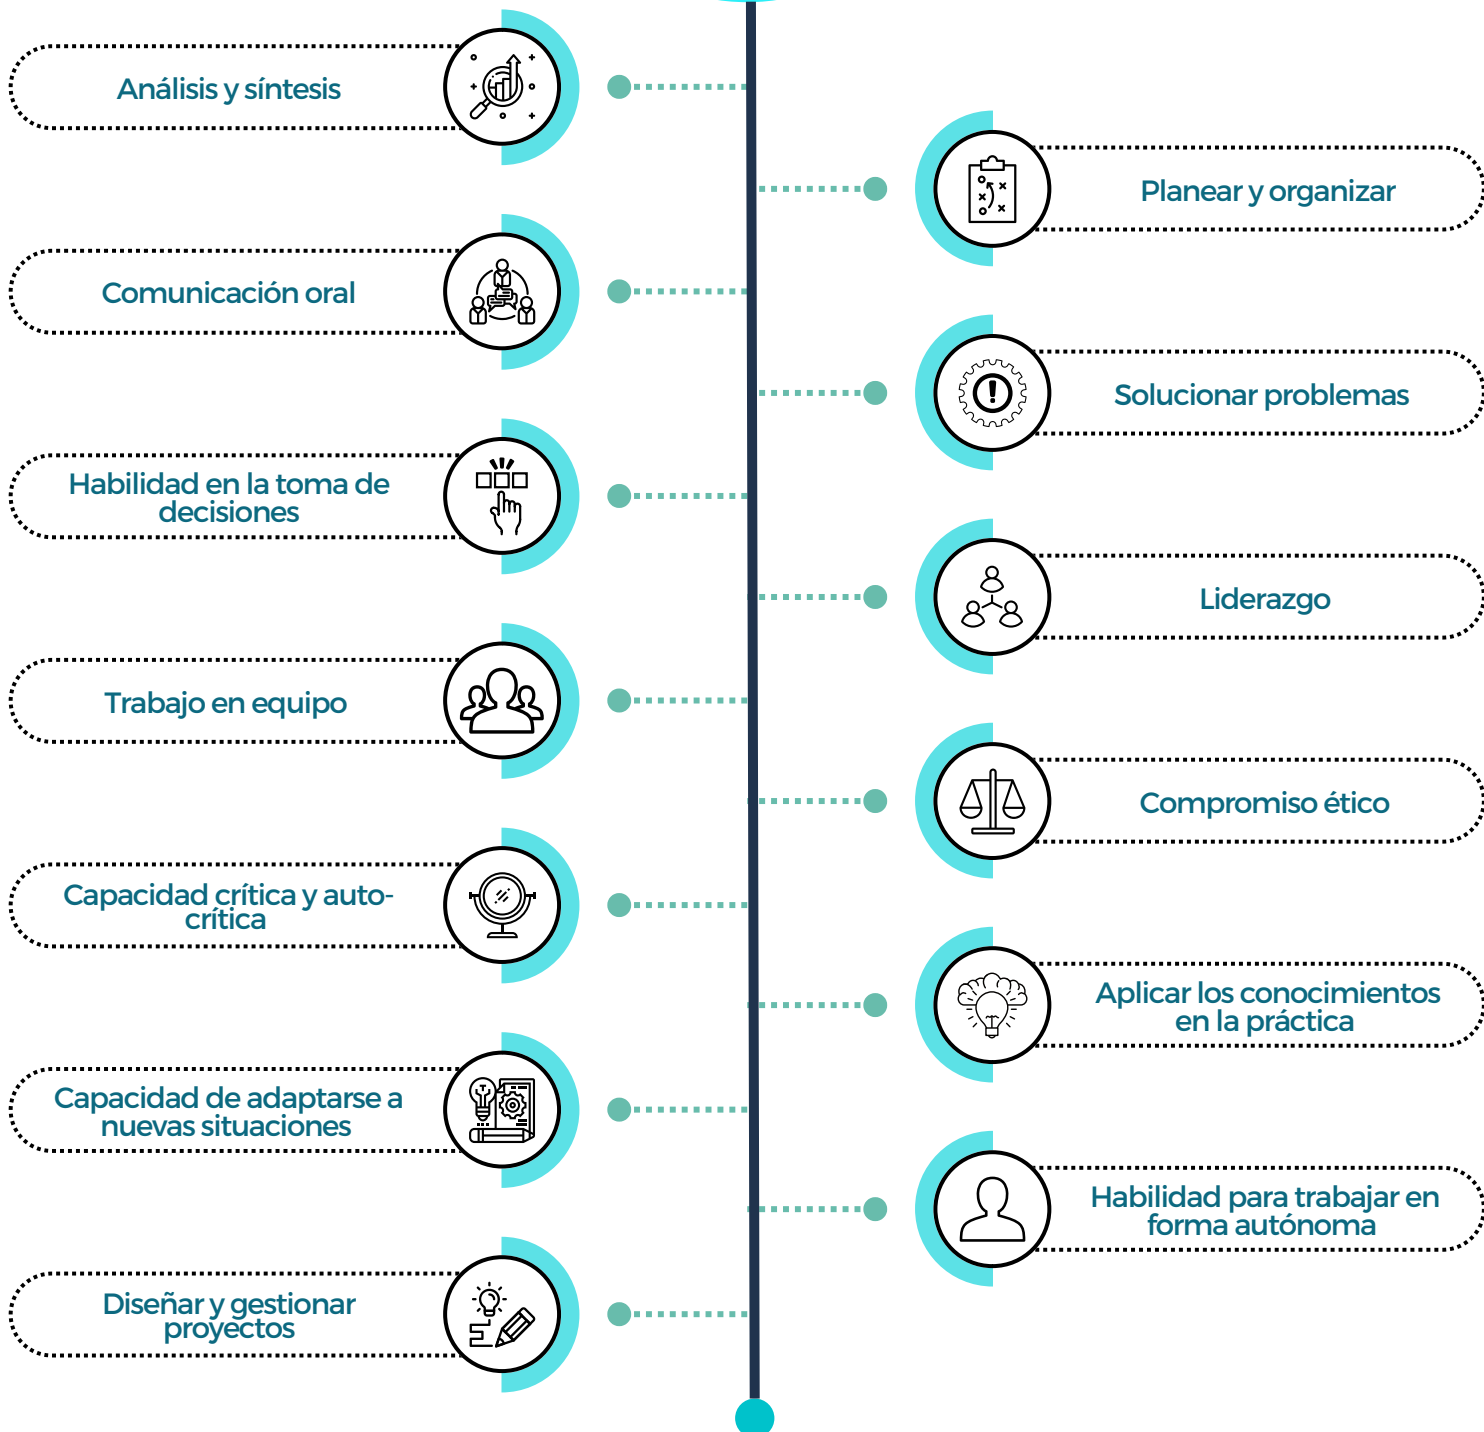 Análisis y síntesis
Planear y organizar
Comunicación oral
Solucionar problemas
Habilidad en la toma de
decisiones
Liderazgo
Trabajo en equipo
Compromiso ético
Capacidad crítica y auto-
crítica
Aplicar los conocimientos
en la práctica
Capacidad de adaptarse a
nuevas situaciones
Habilidad para trabajar en
forma autónoma
Diseñar y gestionar
proyectos